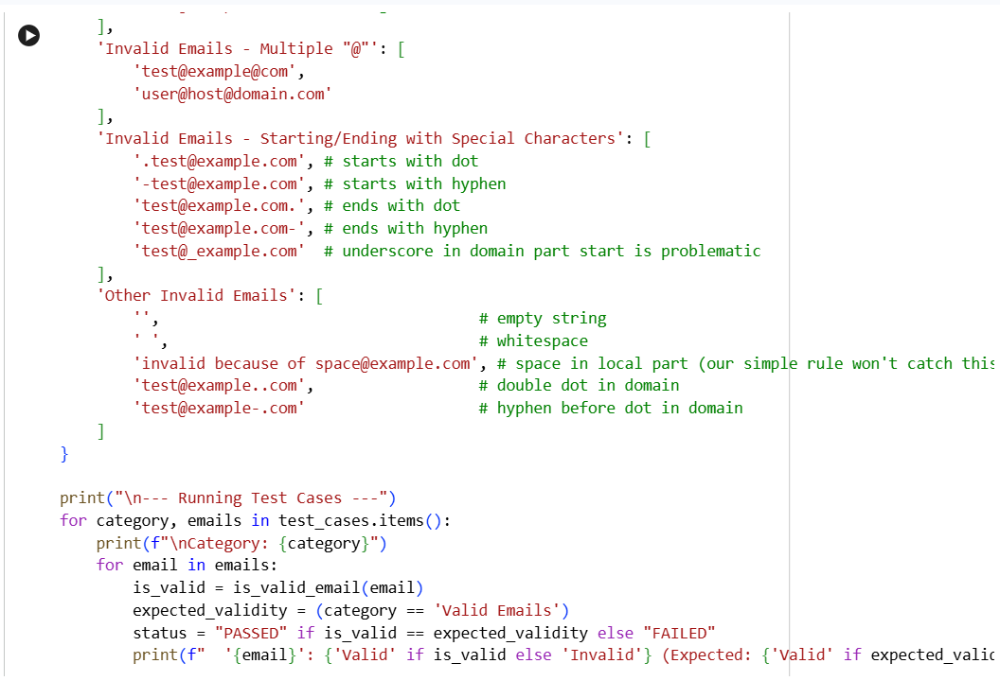 ],
'Invalid Emails - Multiple "@"': [
'test@example@com',
'user@host@domain.com'
],
'Invalid Emails - Starting/Ending with Special Characters': [
'.test@example.com', # starts with dot
'-test@example.com', # starts with hyphen
'test@example.com.', # ends with dot
'test@example.com-', # ends with hyphen
'test@_example.com'  # underscore in domain part start is problematic
],
'Other Invalid Emails': [
'', # empty string
' ', # whitespace
'invalid because of space@example.com', # space in local part (our simple rule won't catch this
'test@example..com', # double dot in domain
'test@example-.com' # hyphen before dot in domain
]
}
print("\n--- Running Test Cases ---")
for category, emails in test_cases.items():
print(f"\nCategory: {category}")
for email in emails:
is_valid = is_valid_email(email)
expected_validity = (category == 'Valid Emails')
status = "PASSED" if is_valid == expected_validity else "FAILED"
print(f"  '{email}': {'Valid' if is_valid else 'Invalid'} (Expected: {'Valid' if